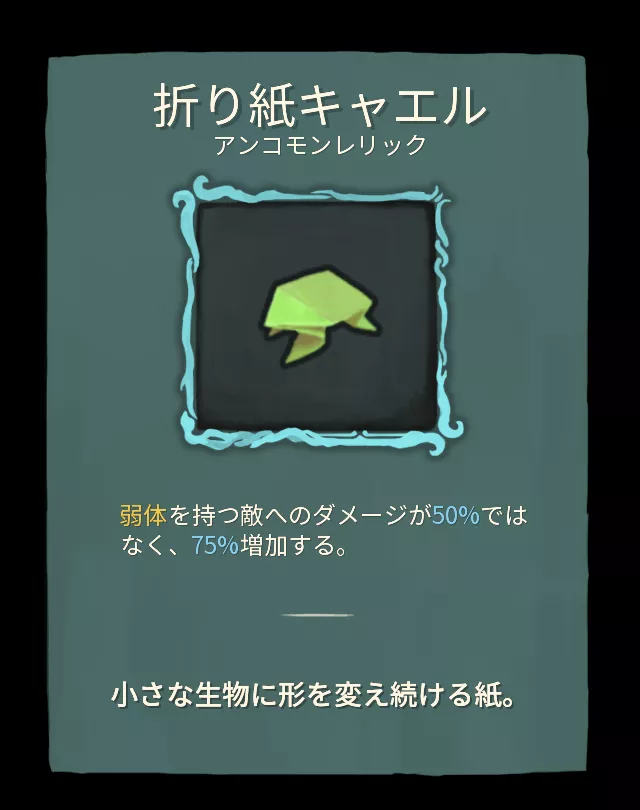 折り紙キャエル
アンコモンレリック
弱体を持つ敵へのダメージが50%では
なく、75%増加する。
小さな生物に形を変え続ける紙。